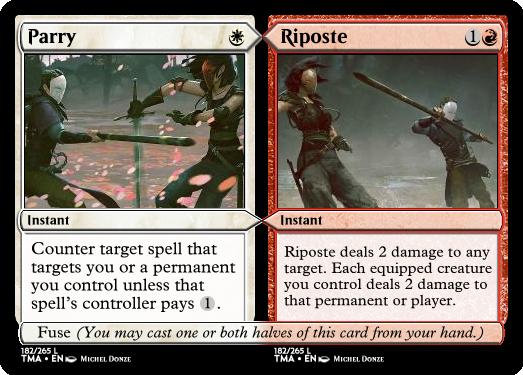 Parry
Instant
Counter target spell that
targets you or a permanent
you control unless that
spell's controller pays 1.
Riposte
1
Instant
Riposte deals 2 damage to any
target. Each equipped creature
you control deals 2 damage to
that permanent or player.
Fuse (You may cast one or both halves of this card from your hand.)
182/265 L
TMA • EN MICHEL DONZE
182/265 L
TMA • EN MICHEL DONZE